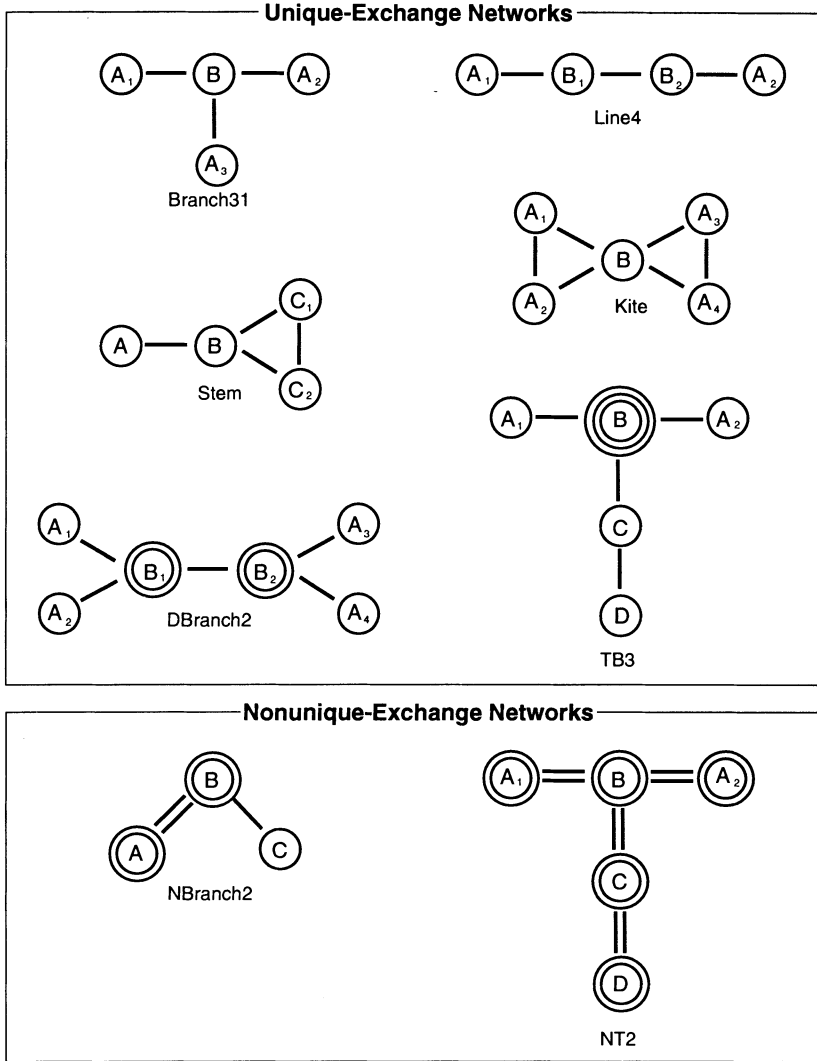 Unique-Exchange Networks
A₁ B A₂
A₃
Branch31
A₁ B₁ B₂ A₂
Line4
A₁ A₃
B
A₂ A₄
Kite
C₁
A B
C₂
Stem
A₁ B A₂
C
D
TB3
A₁ A₃
B₁ B₂
A₂ A₄
DBranch2
Nonunique-Exchange Networks
B
A C
NBranch2
A₁ B A₂
C
D
NT2